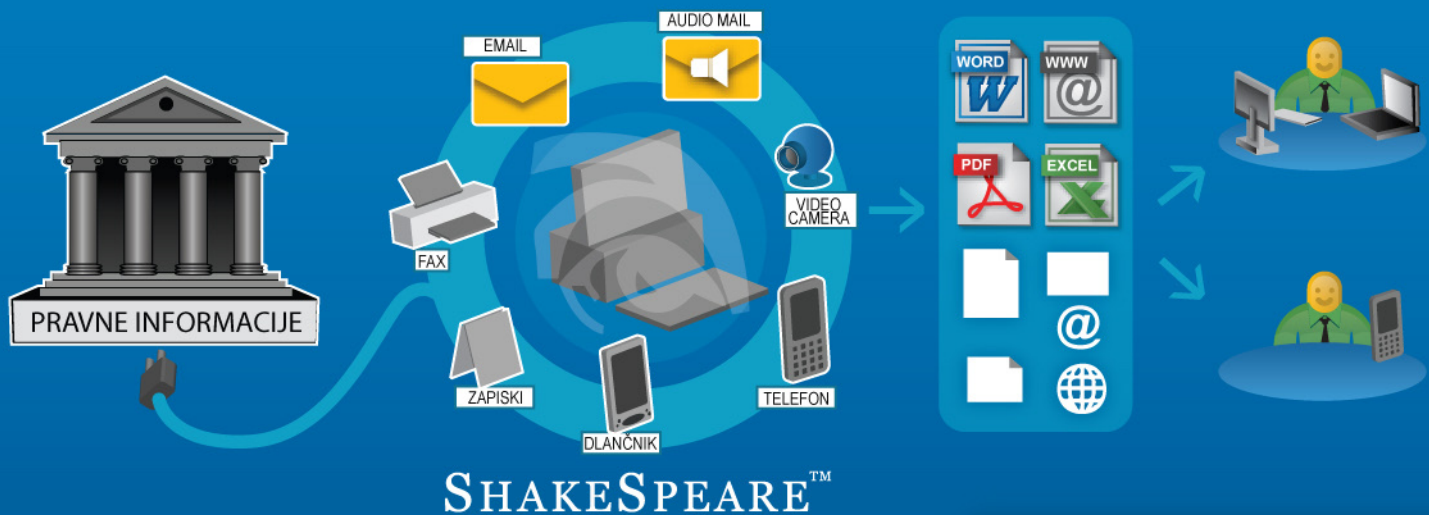 AUDIO MAIL
EMAIL
WORD
W
WWW
@
PDF
EXCEL
X
VIDEO
CAMERA
FAX
PRAVNE INFORMACIJE
@
ZAPISKI
TELEFON
DLANČNIK
SHAKESPEARE™